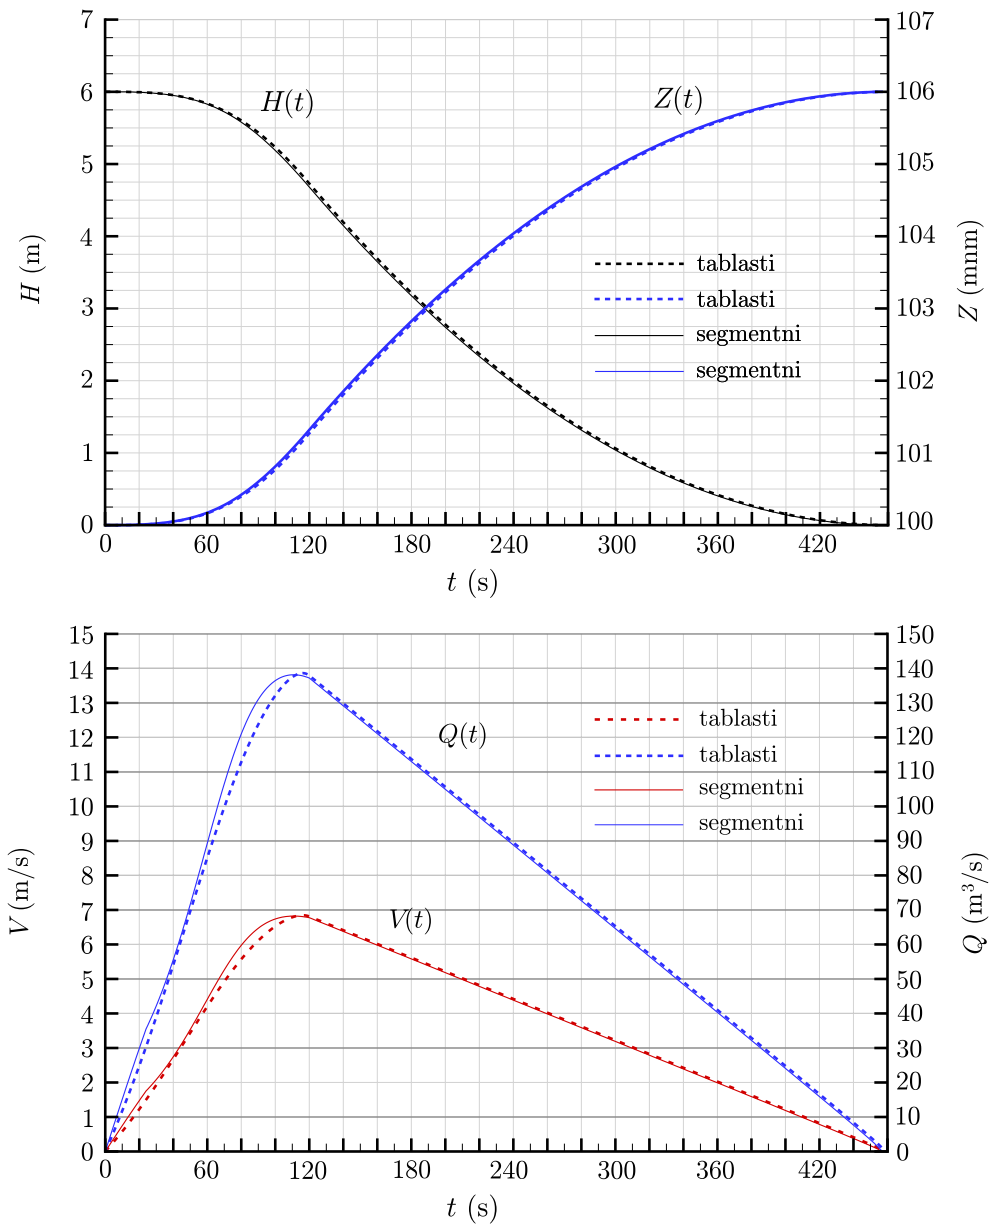 7 107
H(t) Z(t)
6 106
5 105
4 104
H (m) Z (mnm)
tablasti
tablasti
3 103
segmentni
segmentni
2 102
1 101
0 100
0 60 120 180 240 300 360 420
t (s)
15 150
14 140
13 130
tablasti
12 Q(t) 120
tablasti
11 110
segmentni
10 100
segmentni
9 90
V (m/s) Q (m³/s)
8 80
7 V(t) 70
6 60
5 50
4 40
3 30
2 20
1 10
0 0
0 60 120 180 240 300 360 420
t (s)